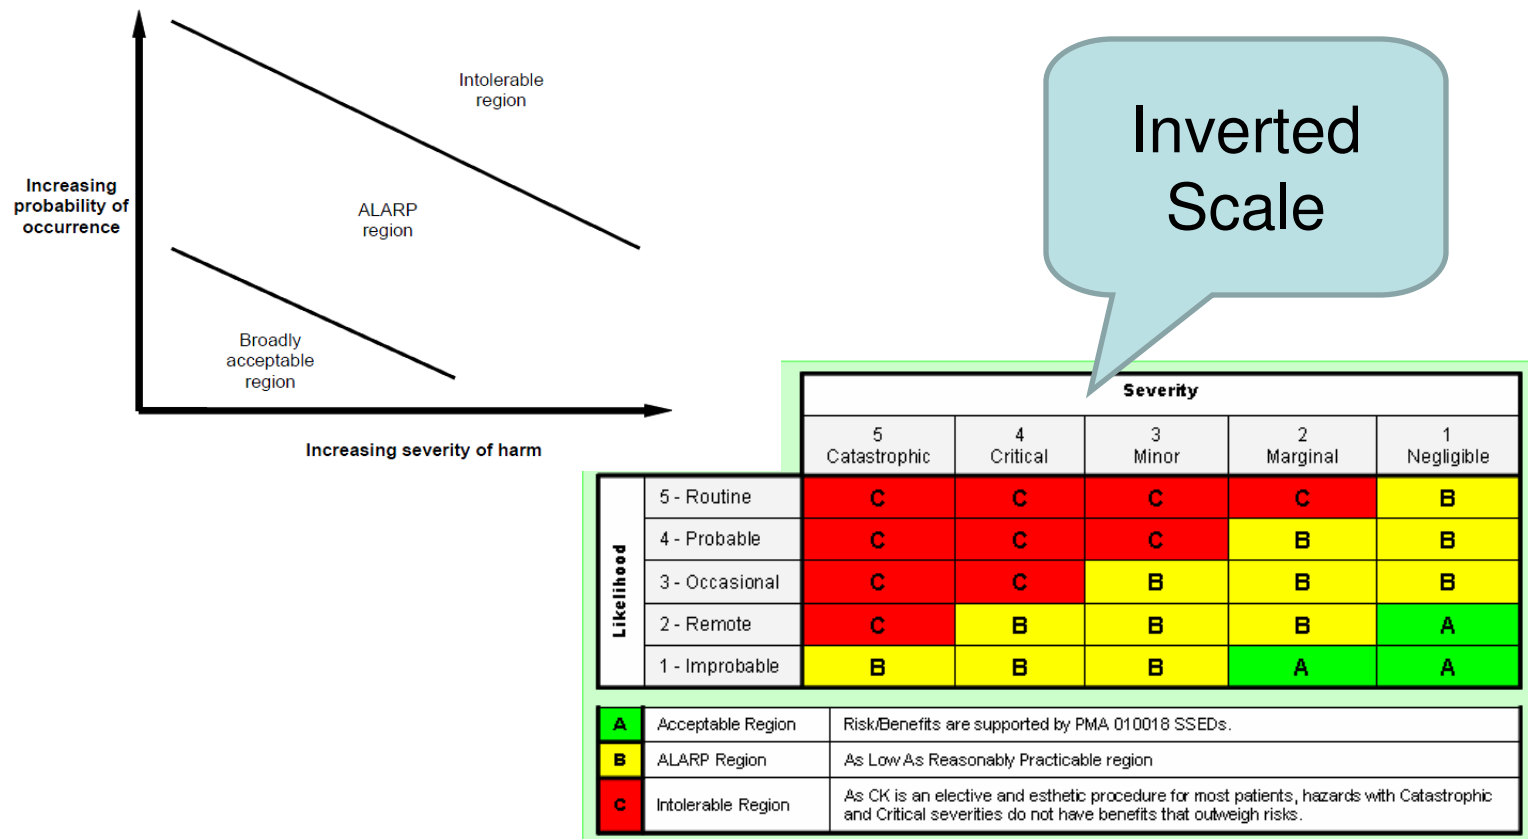 Intolerable
region
Increasing
probability of
occurrence
ALARP
region
Broadly
acceptable
region
Increasing severity of harm
Inverted
Scale
Severity
5 4 3 2 1
Catastrophic Critical Minor Marginal Negligible
Likelihood
5 - Routine C C C C B
4 - Probable C C C B B
3 - Occasional C C B B B
2 - Remote C B B B A
1 - Improbable B B B A A
A Acceptable Region Risk/Benefits are supported by PMA 010018 SSEDs.
B ALARP Region As Low As Reasonably Practicable region
C Intolerable Region As CK is an elective and esthetic procedure for most patients, hazards with Catastrophic
and Critical severities do not have benefits that outweigh risks.